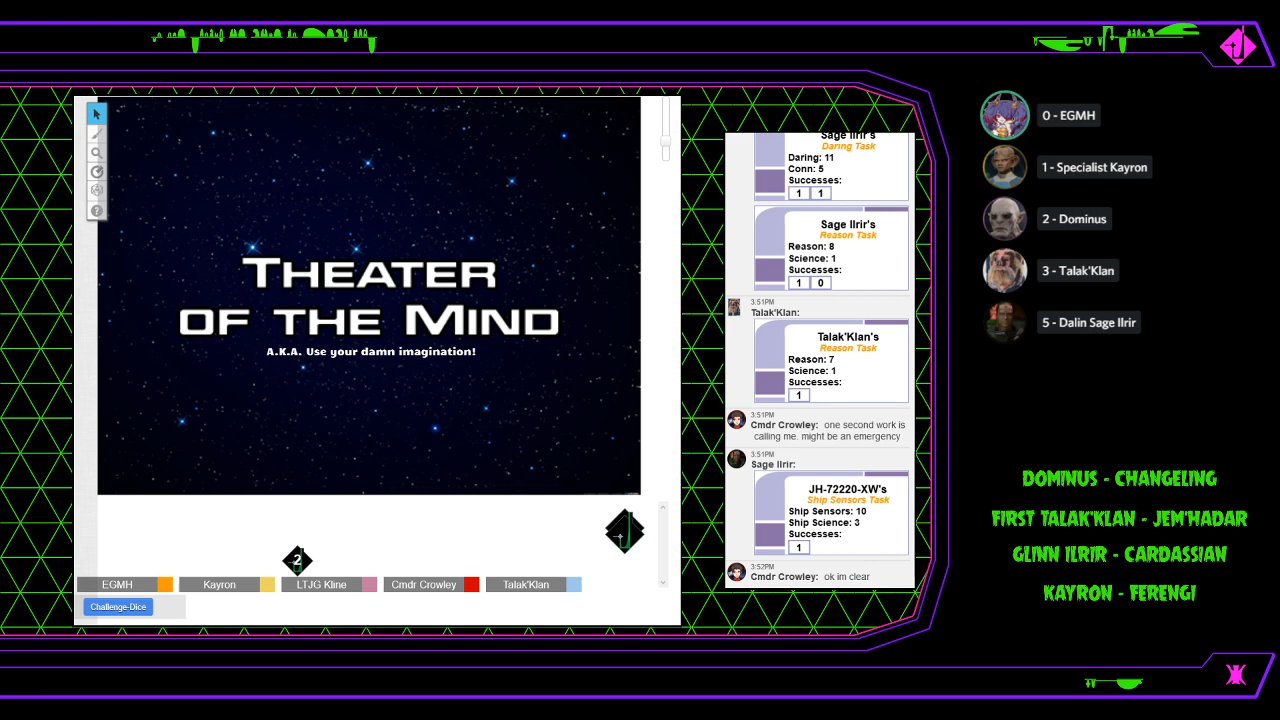 THEATER
OF THE MIND
A.K.A. Use your damn imagination!
2
EGMH
Kayron
LTJG Kline
Cmdr Crowley
Talak'Klan
Challenge-Dice
Sage Ilrir's
Daring Task
Daring: 11
Conn: 5
Successes:
1 1
Sage Ilrir's
Reason Task
Reason: 8
Science: 1
Successes:
1 0
3:51PM
Talak'Klan:
Talak'Klan's
Reason Task
Reason: 7
Science: 1
Successes:
1
3:51PM
Cmdr Crowley: one second work is
calling me. might be an emergency
3:51PM
Sage Ilrir:
JH-72220-XW's
Ship Sensors Task
Ship Sensors: 10
Ship Science: 3
Successes:
1
3:52PM
Cmdr Crowley: ok im clear
0 - EGMH
1 - Specialist Kayron
2 - Dominus
3 - Talak'Klan
5 - Dalin Sage Ilrir
DOMINUS - CHANGELING
FIRST TALAK'KLAN - JEM'HADAR
GLINN ILRIR - CARDASSIAN
KAYRON - FERENGI